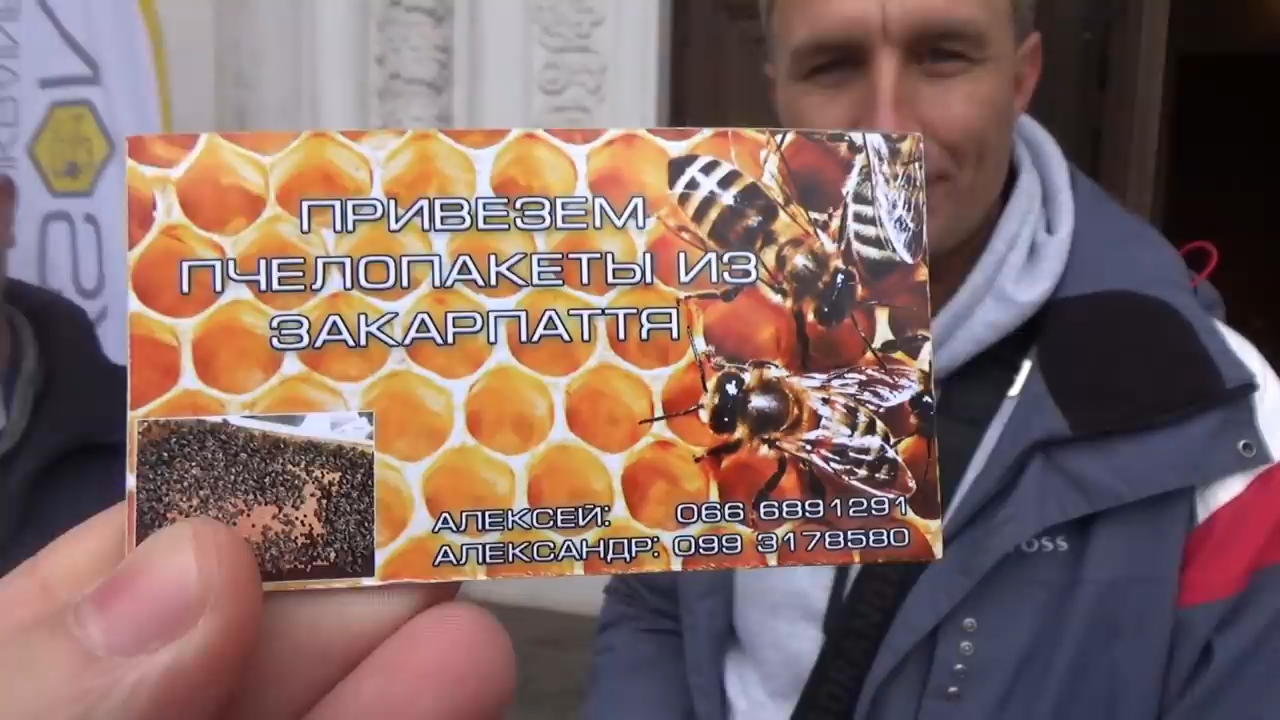 ПРИВЕЗЕМ
ПЧЕЛОПАКЕТЫ ИЗ
ЗАКАРПАТТЯ
АЛЕКСЕЙ: 066 6891291
АЛЕКСАНДР: 099 3178580